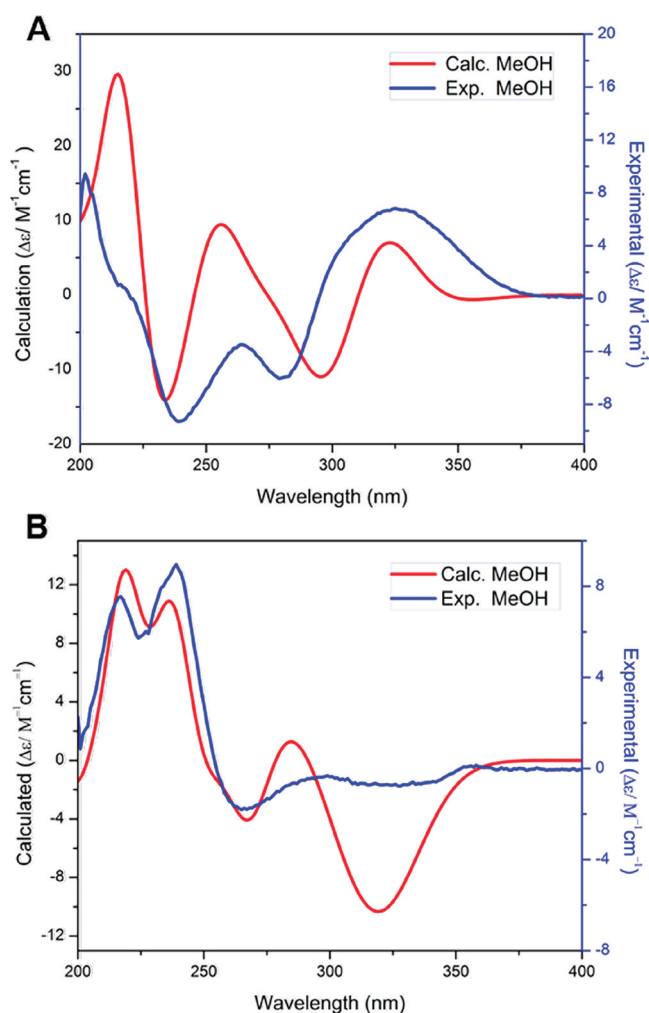 A
Calc. MeOH
Exp. MeOH
Calculation (Δε/ M⁻¹cm⁻¹)
30
20
10
0
-10
-20
20
16
12
8
4
0
-4
-8
Experimental (Δε/ M⁻¹cm⁻¹)
200 250 300 350 400
Wavelength (nm)
B
Calc. MeOH
Exp. MeOH
Calculated (Δε/ M⁻¹cm⁻¹)
12
8
4
0
-4
-8
-12
8
4
0
-4
-8
Experimental (Δε/ M⁻¹cm⁻¹)
200 250 300 350 400
Wavelength (nm)